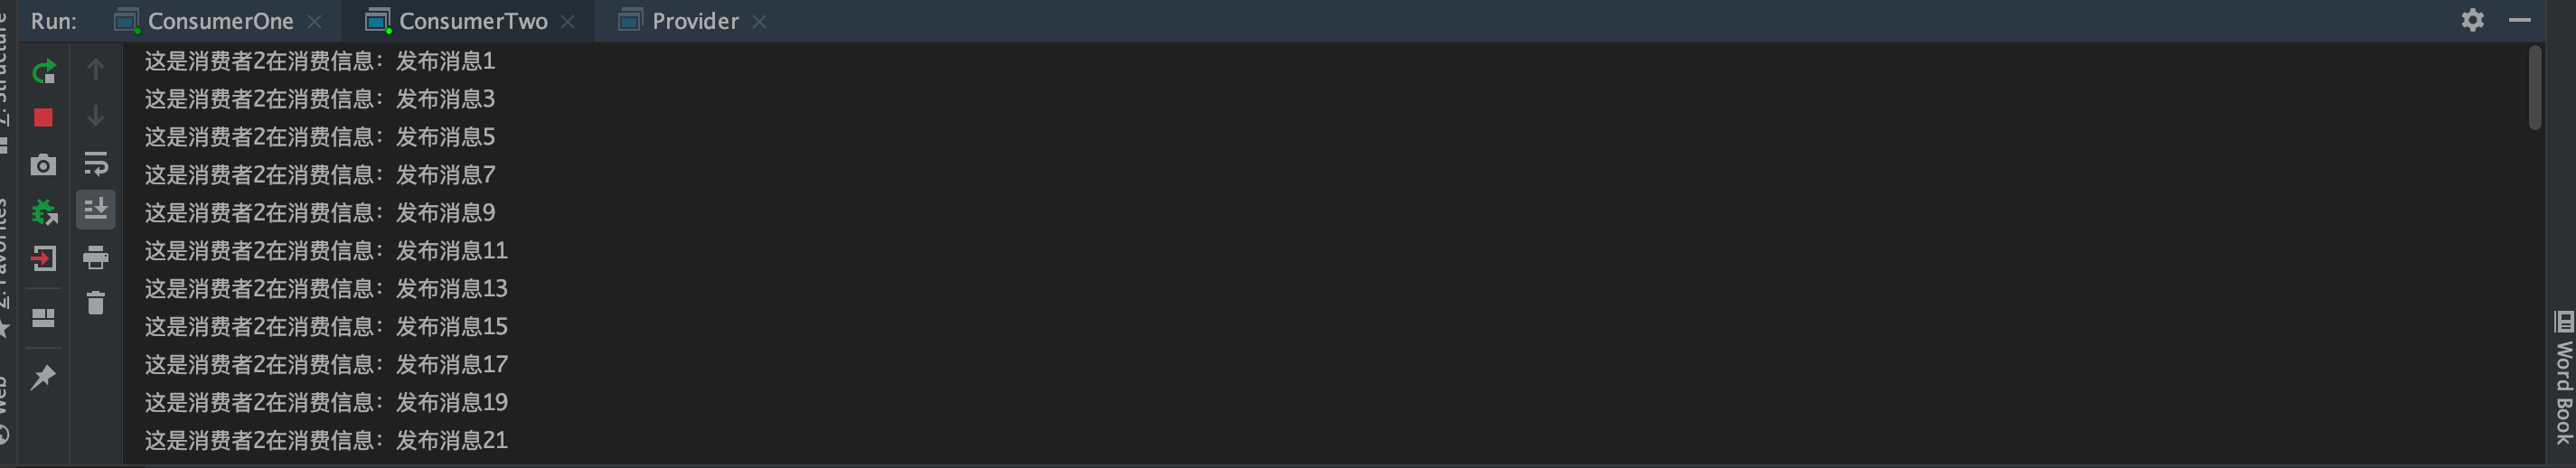 Run: ConsumerOne ConsumerTwo Provider
这是消费者2在消费信息：发布消息1
这是消费者2在消费信息：发布消息3
这是消费者2在消费信息：发布消息5
这是消费者2在消费信息：发布消息7
这是消费者2在消费信息：发布消息9
这是消费者2在消费信息：发布消息11
这是消费者2在消费信息：发布消息13
这是消费者2在消费信息：发布消息15
这是消费者2在消费信息：发布消息17
这是消费者2在消费信息：发布消息19
这是消费者2在消费信息：发布消息21
7: Structure
2: Favorites
Web
Word Book